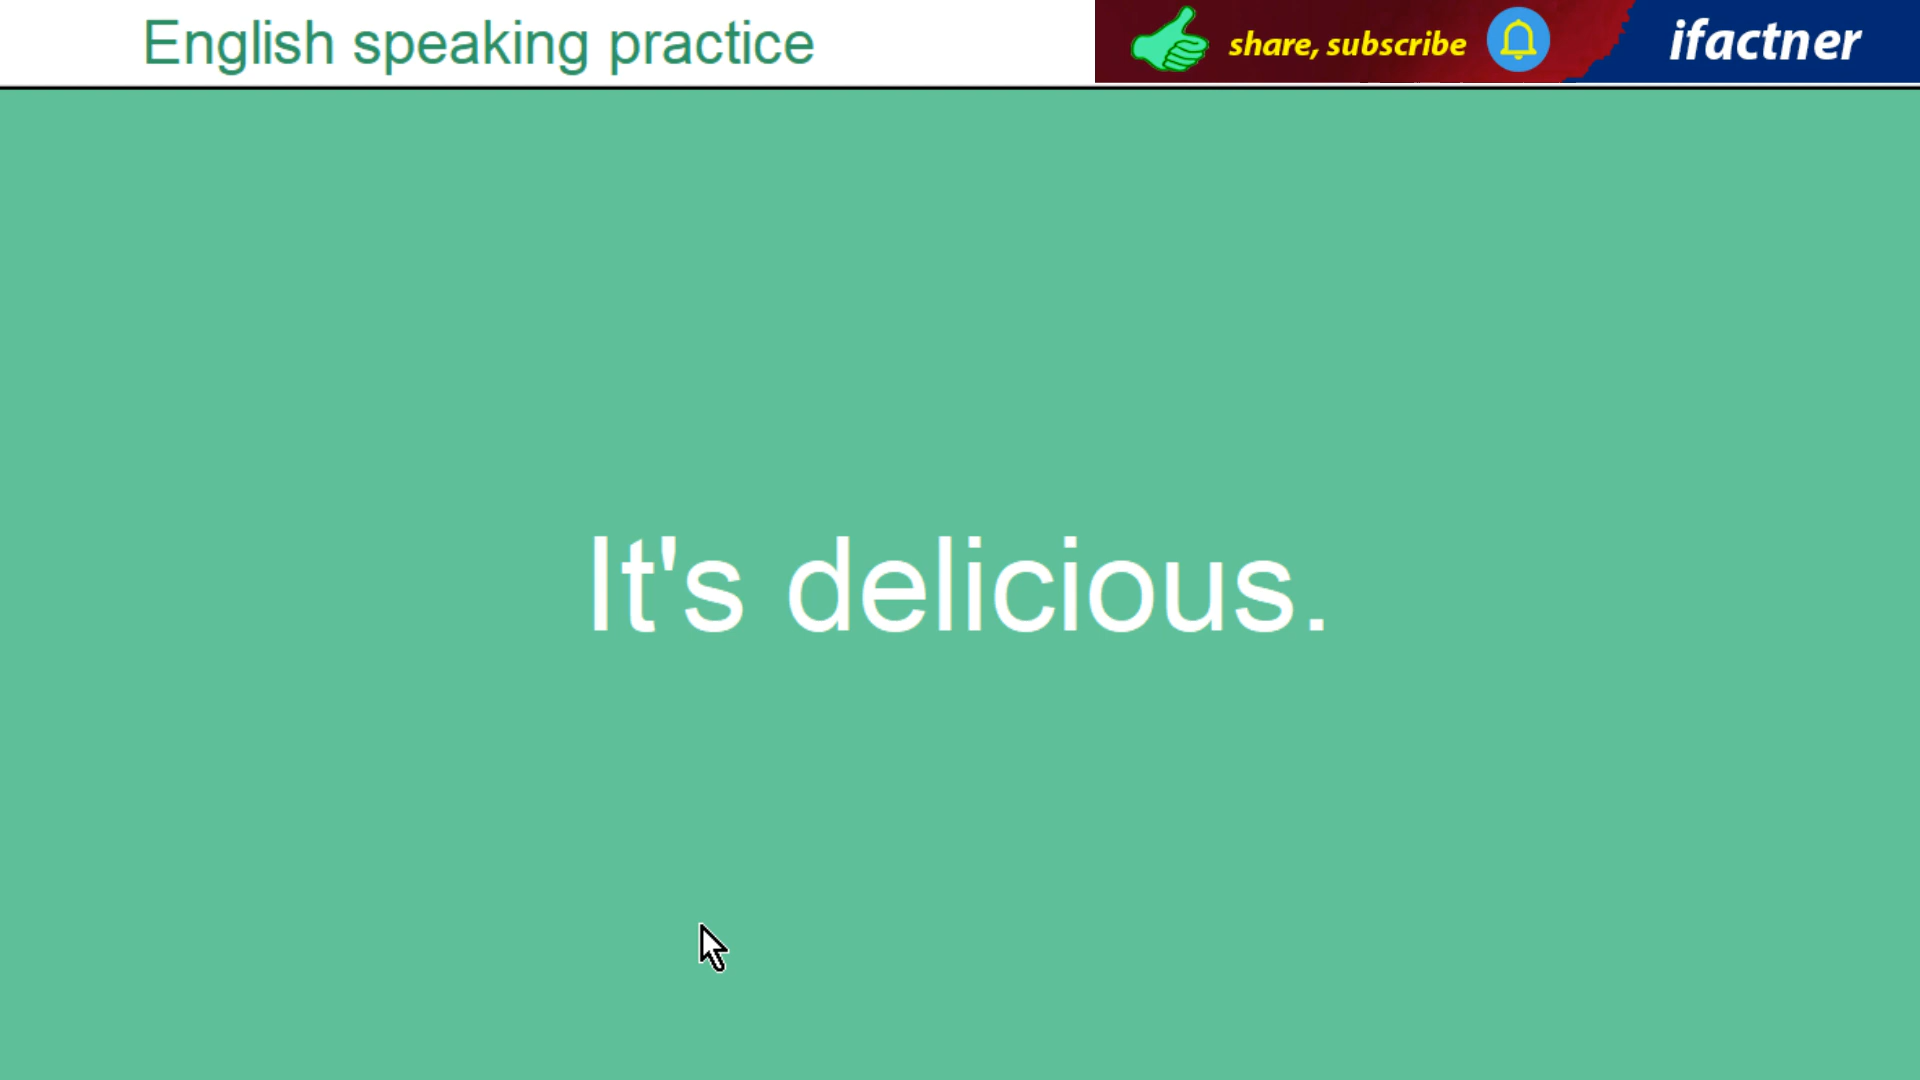 English speaking practice
share, subscribe
ifactner
It's delicious.